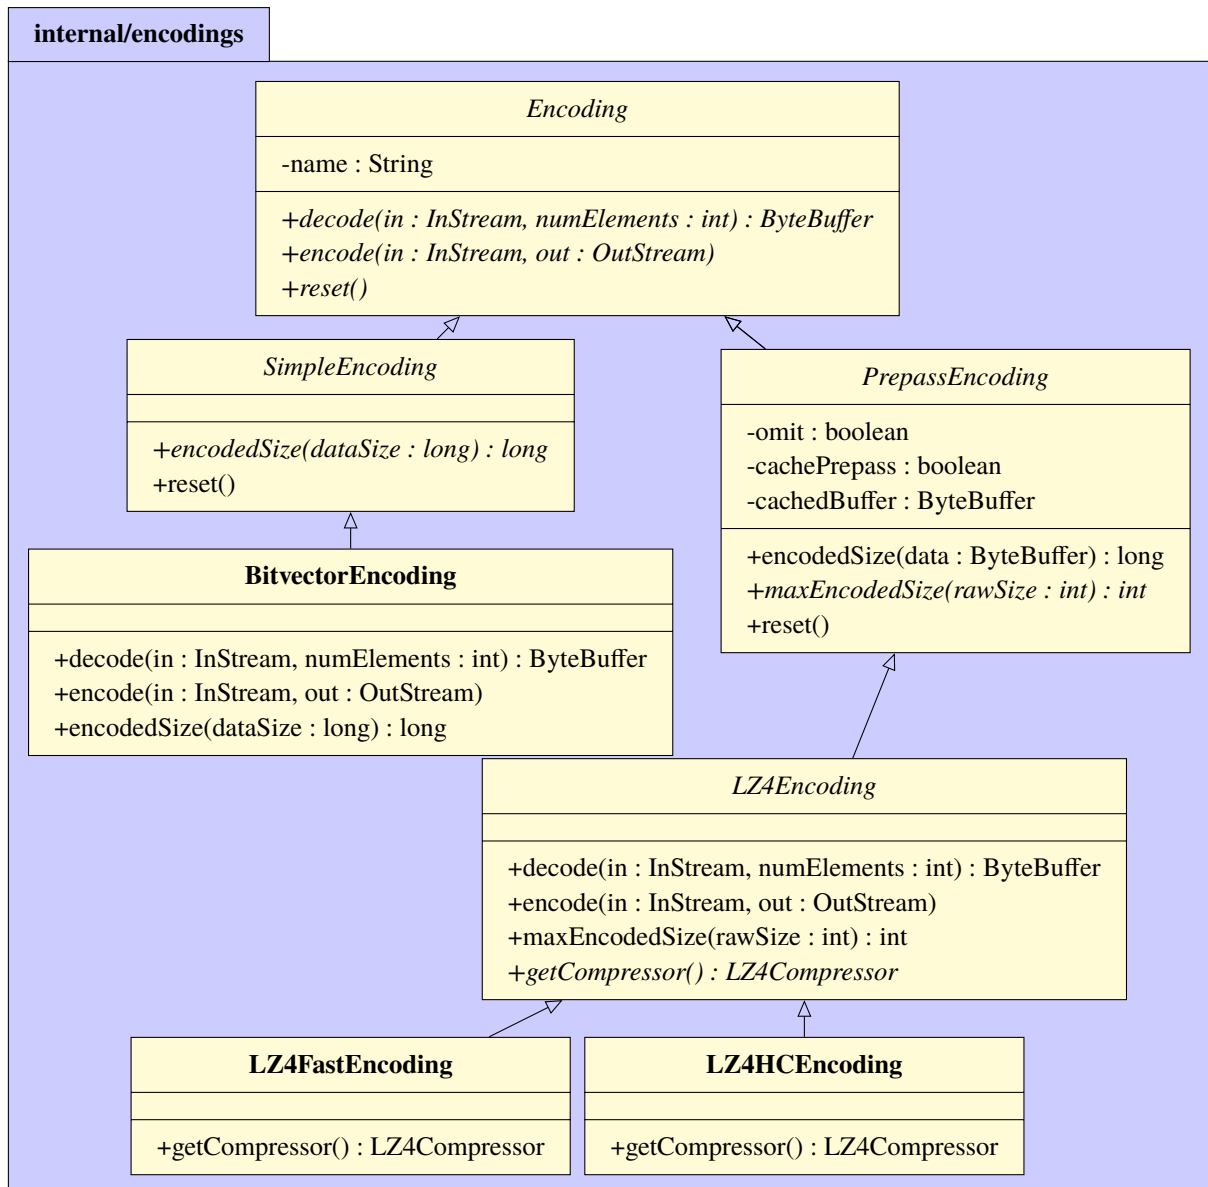 internal/encodings
Encoding
-name : String
+decode(in : InStream, numElements : int) : ByteBuffer
+encode(in : InStream, out : OutStream)
+reset()
SimpleEncoding
+encodedSize(dataSize : long) : long
+reset()
PrepassEncoding
-omit : boolean
-cachePrepass : boolean
-cachedBuffer : ByteBuffer
+encodedSize(data : ByteBuffer) : long
+maxEncodedSize(rawSize : int) : int
+reset()
BitvectorEncoding
+decode(in : InStream, numElements : int) : ByteBuffer
+encode(in : InStream, out : OutStream)
+encodedSize(dataSize : long) : long
LZ4Encoding
+decode(in : InStream, numElements : int) : ByteBuffer
+encode(in : InStream, out : OutStream)
+maxEncodedSize(rawSize : int) : int
+getCompressor() : LZ4Compressor
LZ4FastEncoding
+getCompressor() : LZ4Compressor
LZ4HCEncoding
+getCompressor() : LZ4Compressor